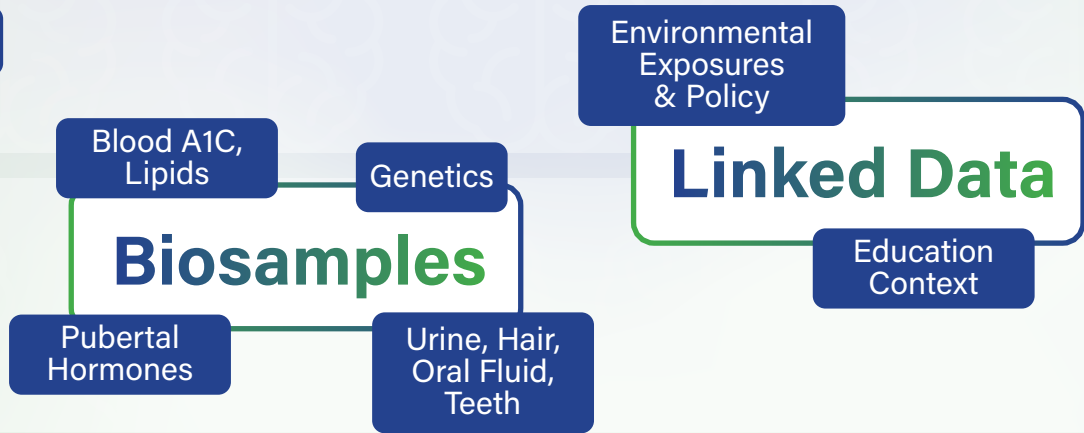 Blood A1C,
Lipids
Genetics
Biosamples
Pubertal
Hormones
Urine, Hair,
Oral Fluid,
Teeth
Environmental
Exposures
& Policy
Linked Data
Education
Context